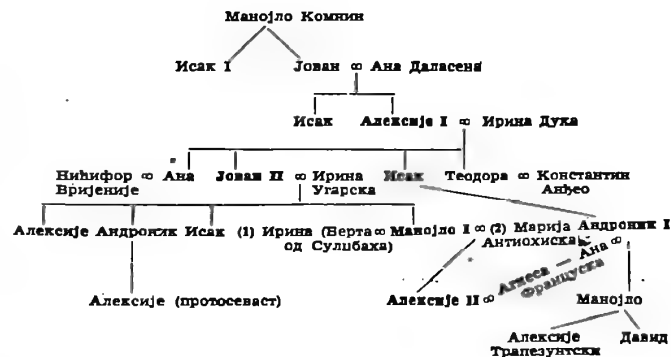 Манојло Комнин
Исак I Јован ∞ Ана Даласена
Исак Алексије I ∞ Ирина Дука
Нићифор ∞ Ана Јован II ∞ Ирина Исак Теодора ∞ Константин
Вријеније Угарска Анђео
Алексије Андроник Исак (1) Ирина (Берта ∞ Манојло I ∞ (2) Марија Андроник I
од Сулцбаха) Антиохиска
Алексије II ∞ Агнеса — Ана ∞
Француска
Алексије (протосеваст) Манојло
Алексије Давид
Трапезунтски